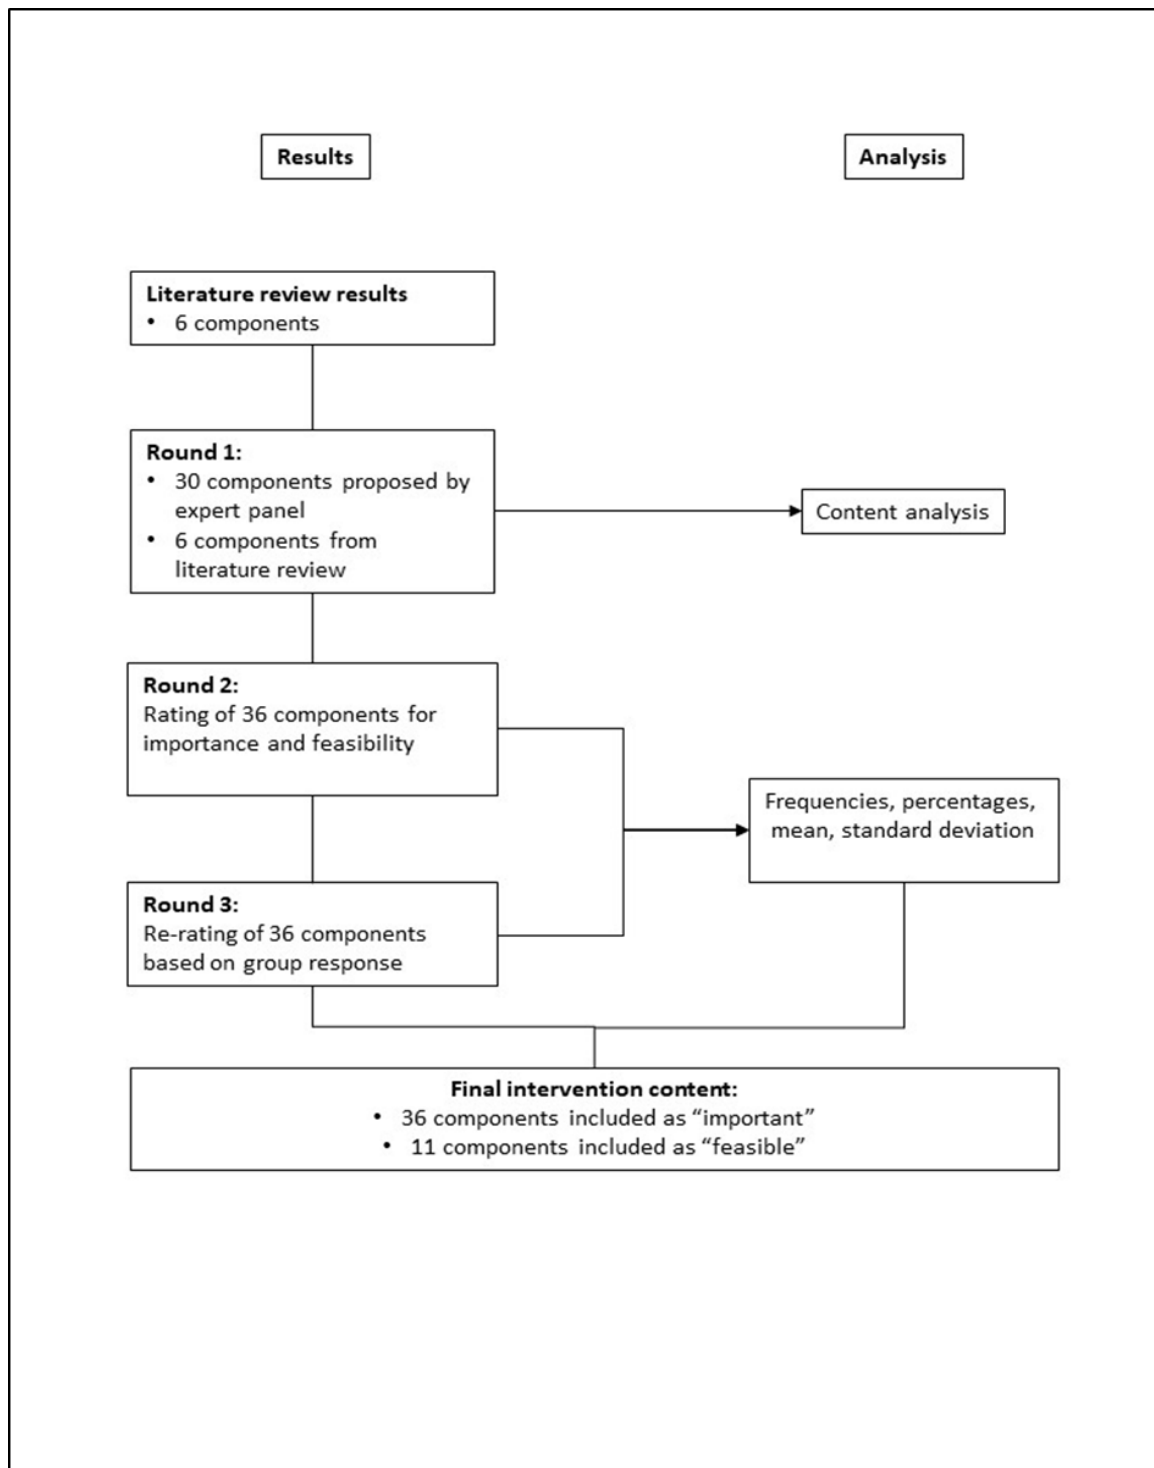 Results
Analysis
Literature review results
• 6 components
Round 1:
• 30 components proposed by
expert panel
• 6 components from
literature review
Content analysis
Round 2:
Rating of 36 components for
importance and feasibility
Frequencies, percentages,
mean, standard deviation
Round 3:
Re-rating of 36 components
based on group response
Final intervention content:
• 36 components included as “important”
• 11 components included as “feasible”